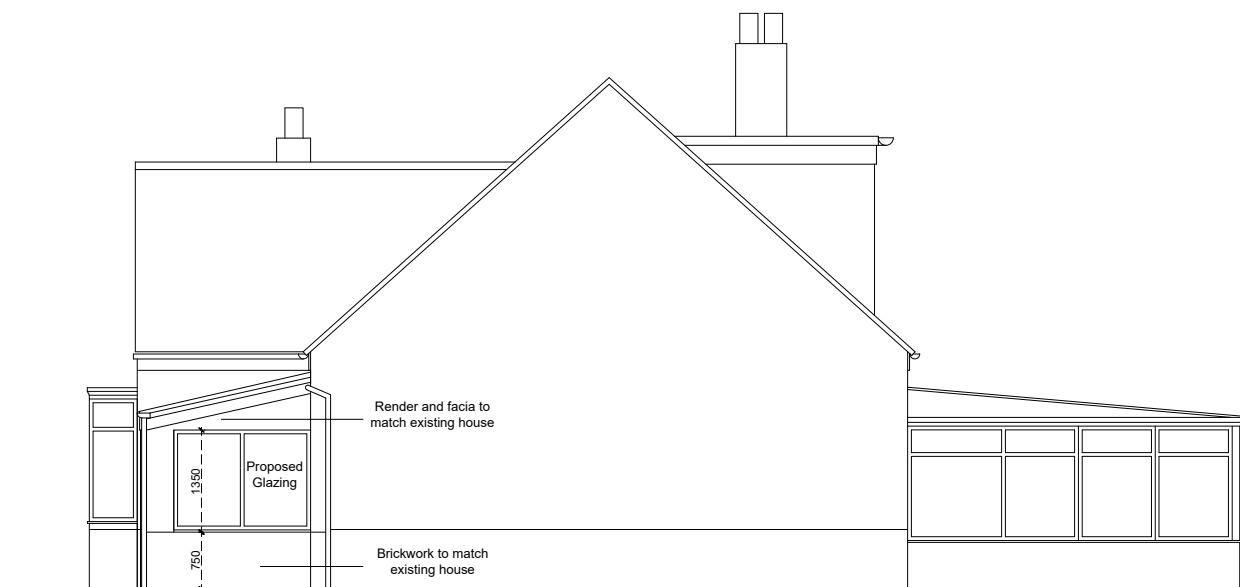 Render and facia to
match existing house
Proposed
Glazing
1350
Brickwork to match
existing house
750